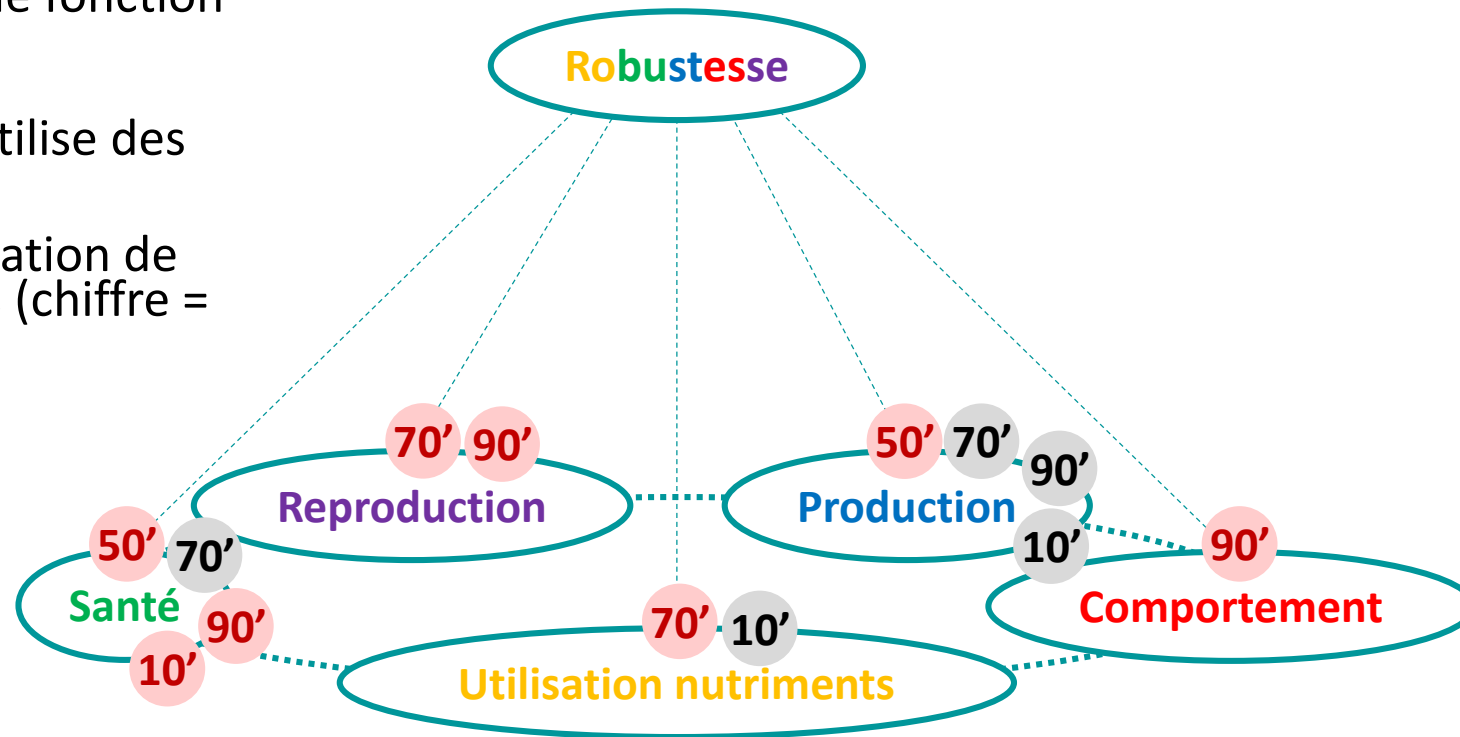 e fonction
Robustesse
tilise des
ation de
(chiffre =
70’ 90’
50’ 70’
90’
Reproduction
Production
50’ 70’
10’
90’
Santé
90’
Comportement
70’ 10’
10’
Utilisation nutriments